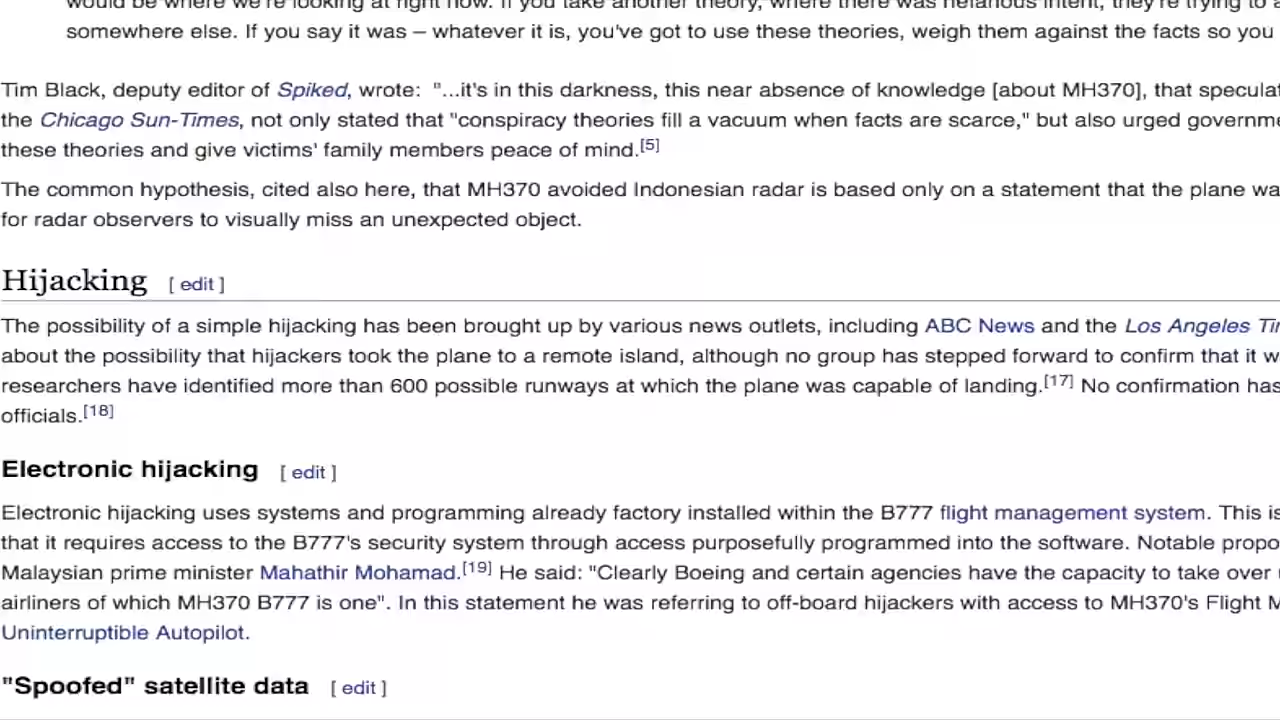 would be where we're looking at right now. If you take another theory, where there was nefarious intent, they're trying to
somewhere else. If you say it was – whatever it is, you've got to use these theories, weigh them against the facts so you
Tim Black, deputy editor of Spiked, wrote: "...it's in this darkness, this near absence of knowledge [about MH370], that speculat
the Chicago Sun-Times, not only stated that "conspiracy theories fill a vacuum when facts are scarce," but also urged governme
these theories and give victims' family members peace of mind.[5]
The common hypothesis, cited also here, that MH370 avoided Indonesian radar is based only on a statement that the plane wa
for radar observers to visually miss an unexpected object.
Hijacking [ edit ]
The possibility of a simple hijacking has been brought up by various news outlets, including ABC News and the Los Angeles Ti
about the possibility that hijackers took the plane to a remote island, although no group has stepped forward to confirm that it w
researchers have identified more than 600 possible runways at which the plane was capable of landing.[17] No confirmation has
officials.[18]
Electronic hijacking [ edit ]
Electronic hijacking uses systems and programming already factory installed within the B777 flight management system. This is
that it requires access to the B777's security system through access purposefully programmed into the software. Notable propo
Malaysian prime minister Mahathir Mohamad.[19] He said: "Clearly Boeing and certain agencies have the capacity to take over
airliners of which MH370 B777 is one". In this statement he was referring to off-board hijackers with access to MH370's Flight M
Uninterruptible Autopilot.
"Spoofed" satellite data [ edit ]